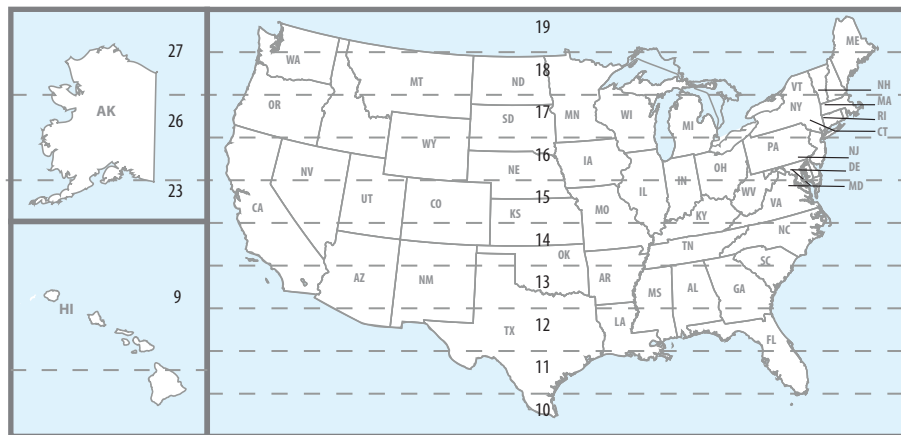 27
26
23
AK
9
HI
19
WA
ME
18
MT
ND
VT
NH
OR
MN
NY
MA
17
WI
SD
MI
RI
CT
WY
16
PA
NJ
IA
NE
OH
DE
NV
IL
IN
MD
15
WV
UT
CO
VA
CA
KS
MO
KY
14
NC
TN
OK
AZ
NM
13
AR
SC
MS
AL
GA
12
LA
TX
FL
11
10